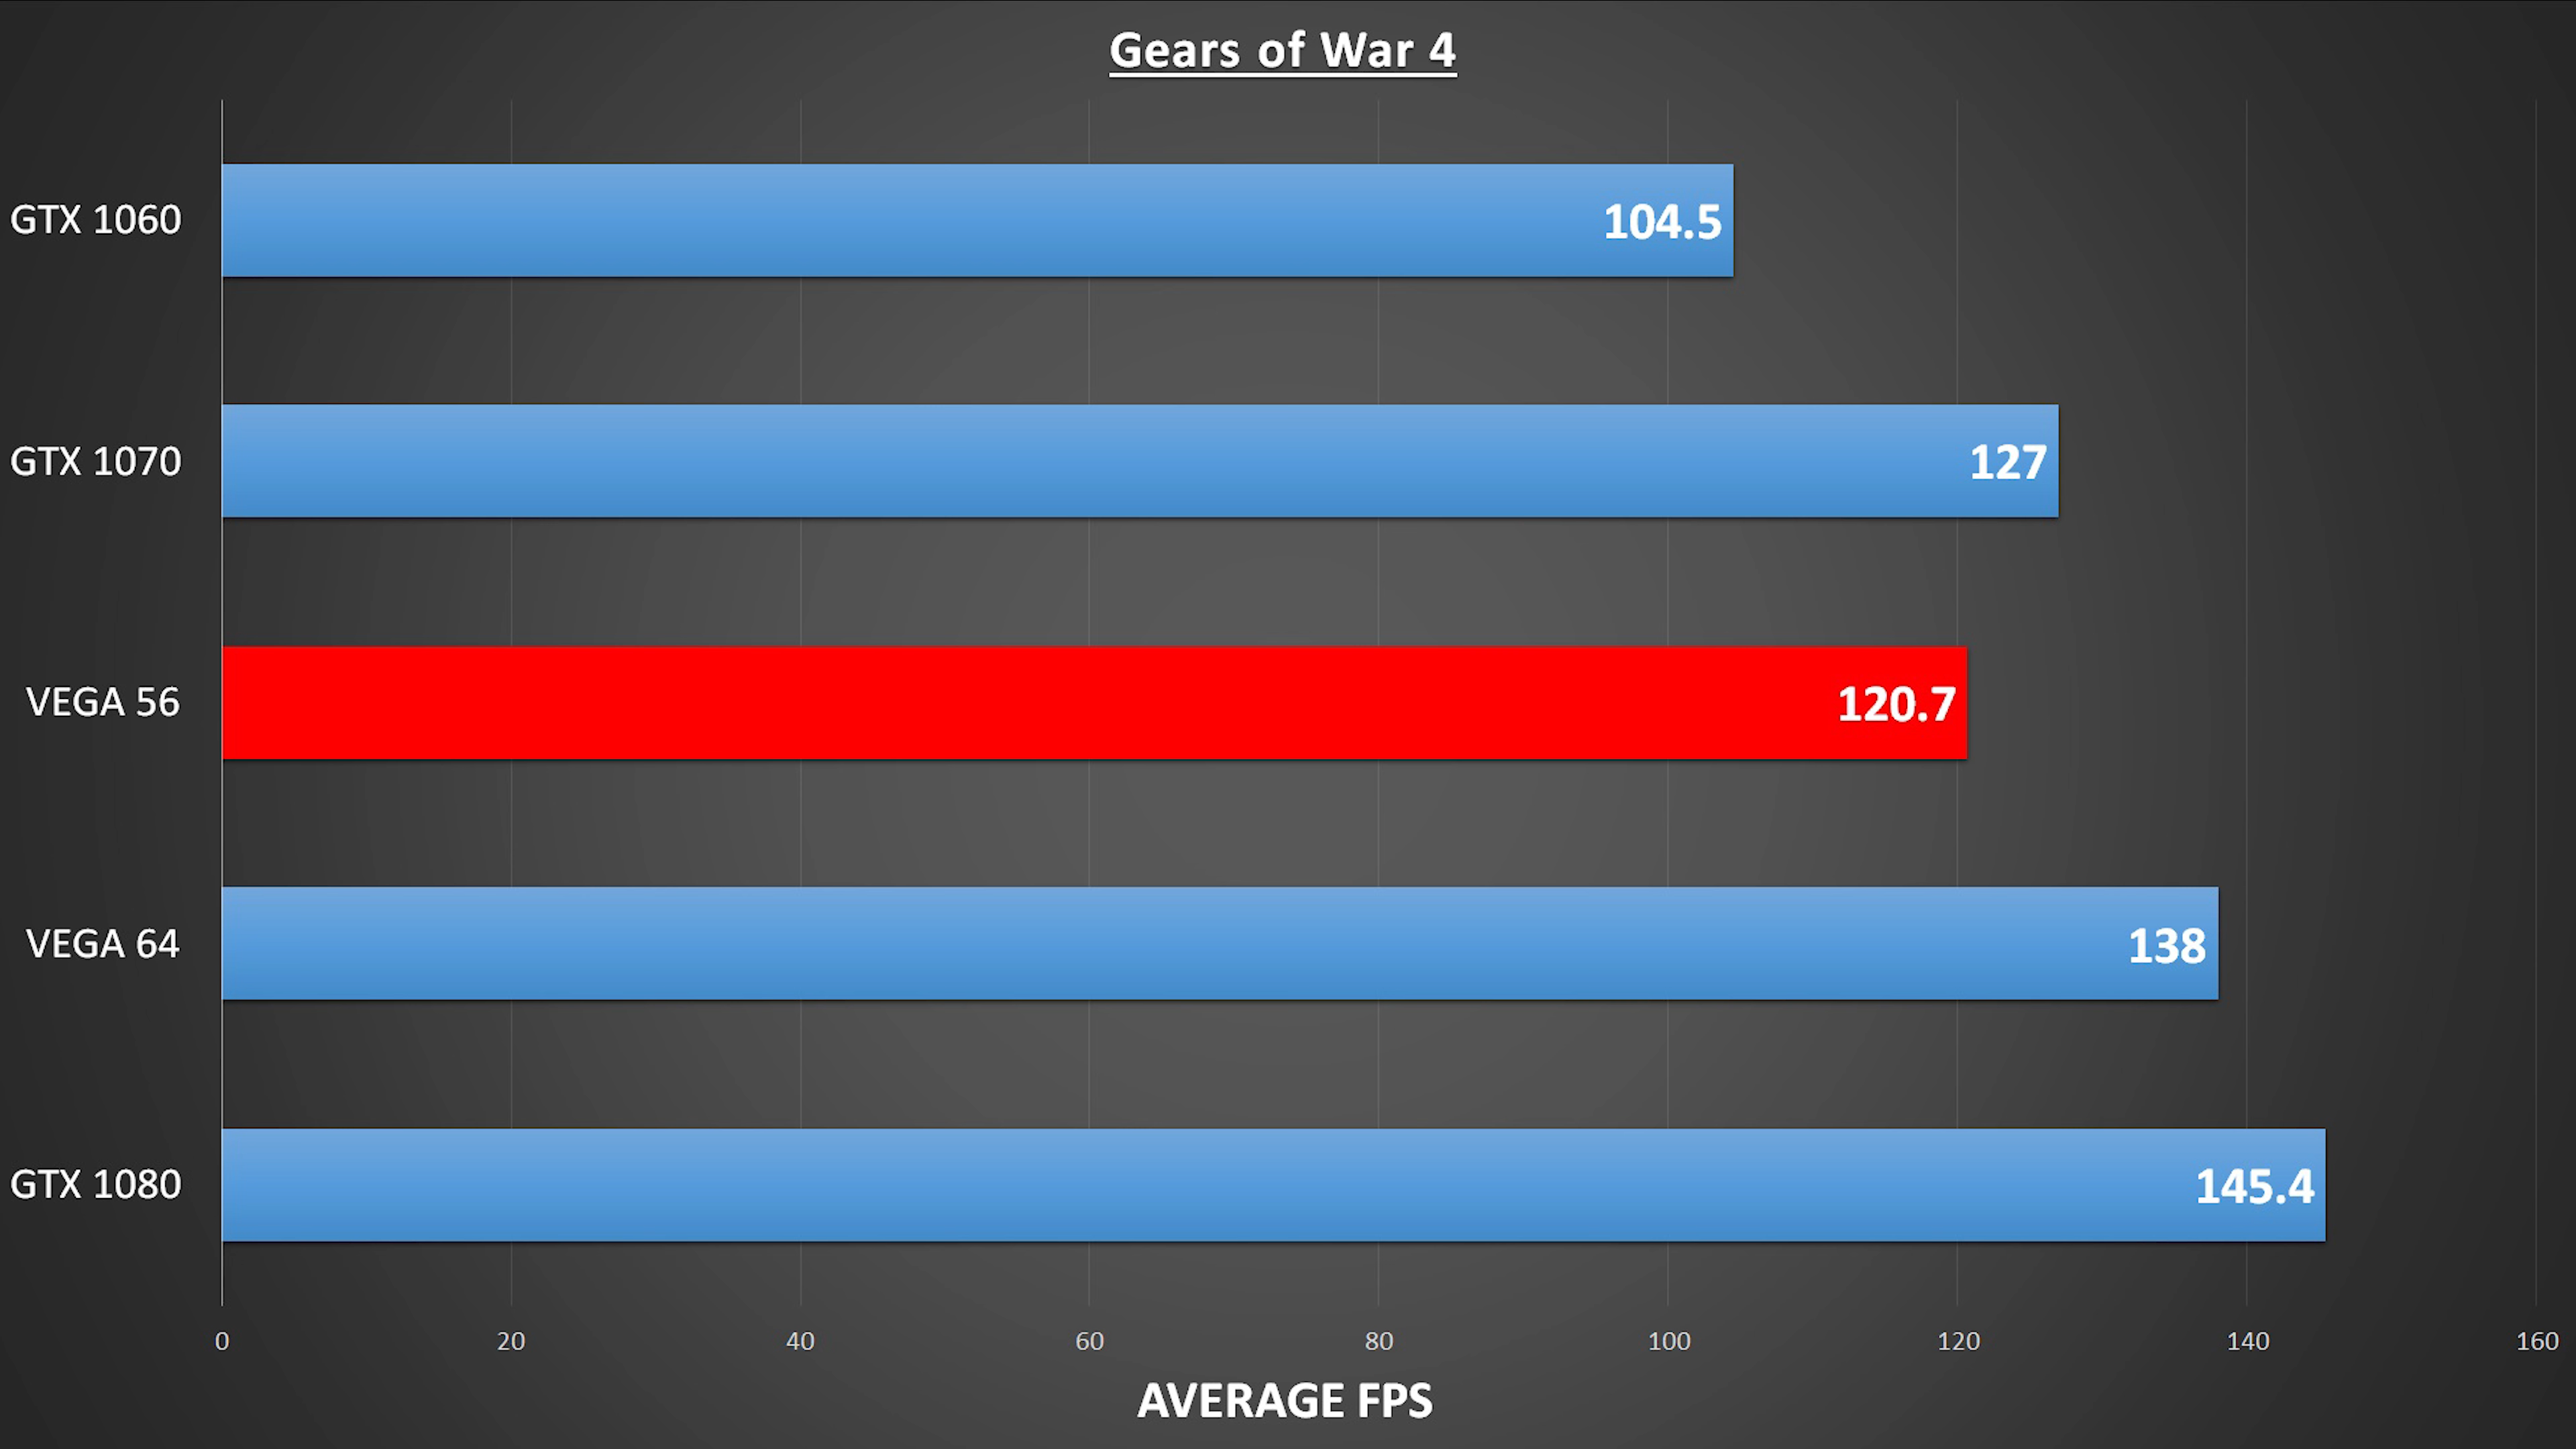 Gears of War 4
GTX 1060
104.5
GTX 1070
127
VEGA 56
120.7
VEGA 64
138
GTX 1080
145.4
0 20 40 60 80 100 120 140 160
AVERAGE FPS